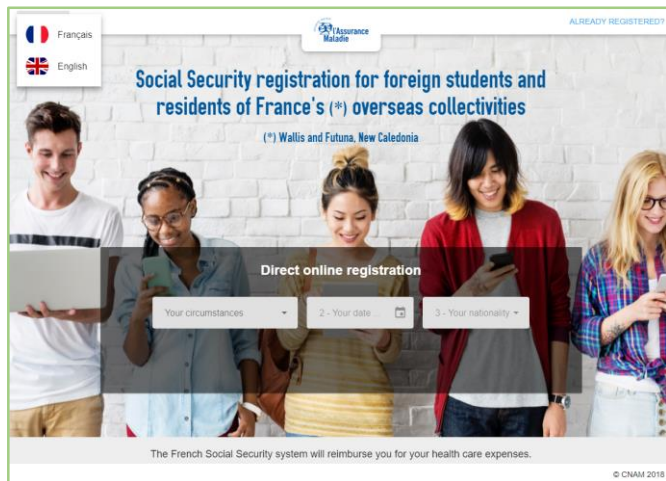 Français
English
l'Assurance
Maladie
ALREADY REGISTERED?
Social Security registration for foreign students and
residents of France's (*) overseas collectivities
(*) Wallis and Futuna, New Caledonia
Direct online registration
Your circumstances
2 - Your date ...
3 - Your nationality
The French Social Security system will reimburse you for your health care expenses.
© CNAM 2018